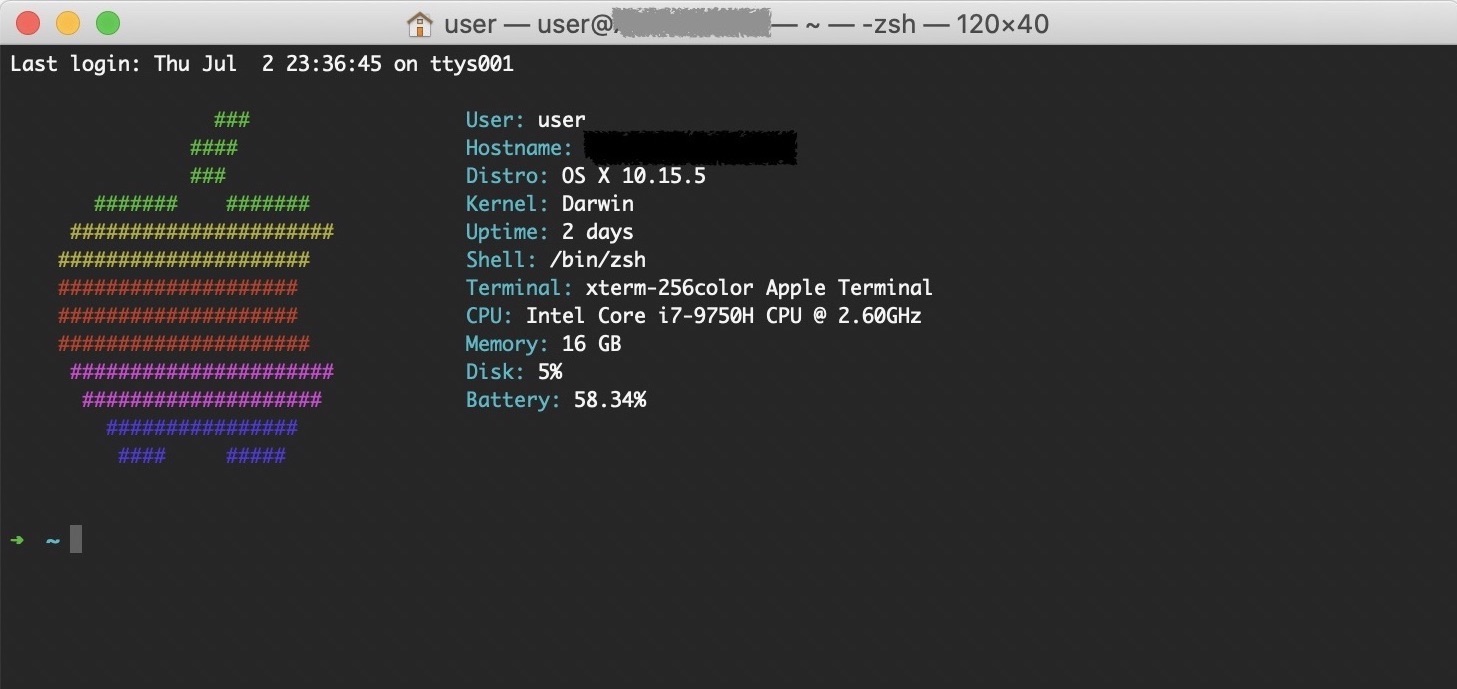 user — user@ — ~ — -zsh — 120×40
Last login: Thu Jul  2 23:36:45 on ttys001
###
User: user
####
Hostname:
###
Distro: OS X 10.15.5
#######    #######
Kernel: Darwin
######################
Uptime: 2 days
#####################
Shell: /bin/zsh
####################
Terminal: xterm-256color Apple Terminal
####################
CPU: Intel Core i7-9750H CPU @ 2.60GHz
#####################
Memory: 16 GB
######################
Disk: 5%
####################
Battery: 58.34%
################
####     #####
➜  ~